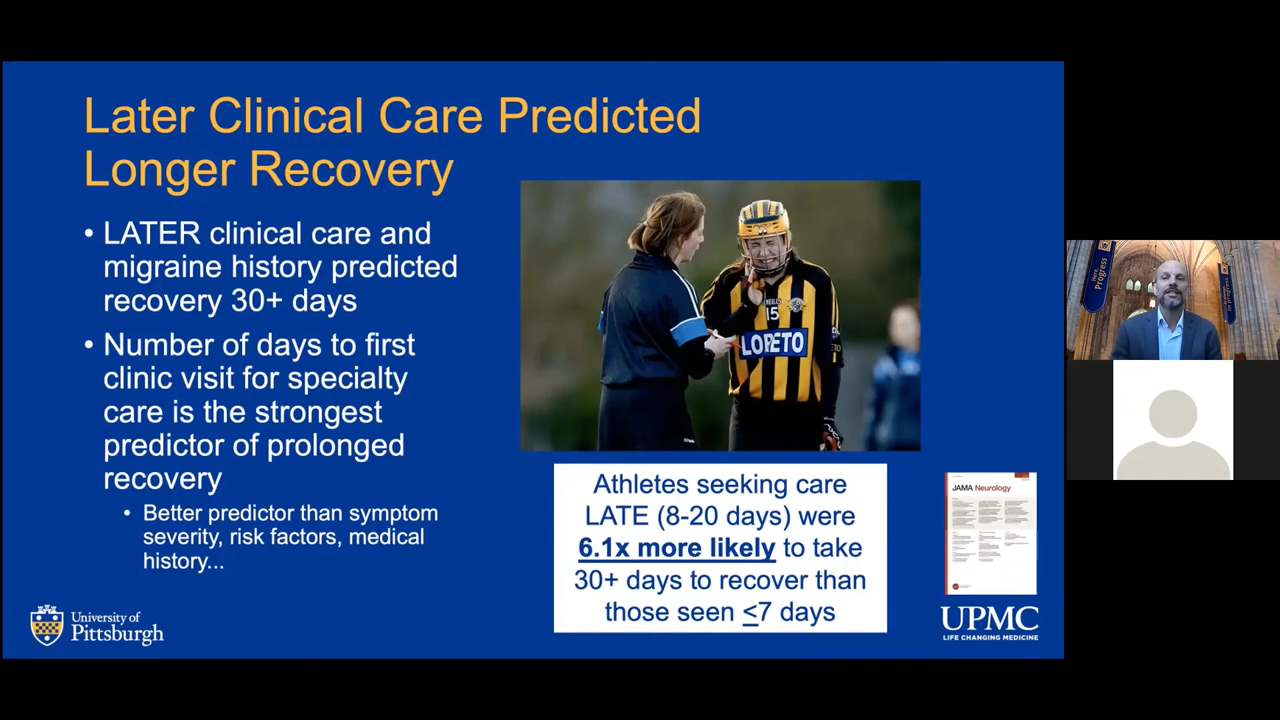 Later Clinical Care Predicted
Longer Recovery
• LATER clinical care and
migraine history predicted
recovery 30+ days
• Number of days to first
clinic visit for specialty
care is the strongest
predictor of prolonged
recovery
• Better predictor than symptom
severity, risk factors, medical
history...
15
LORETO
Athletes seeking care
LATE (8-20 days) were
6.1x more likely to take
30+ days to recover than
those seen <7 days
JAMA Neurology
University of
Pittsburgh
UPMC
LIFE CHANGING MEDICINE
Here,
Progress
in progress.